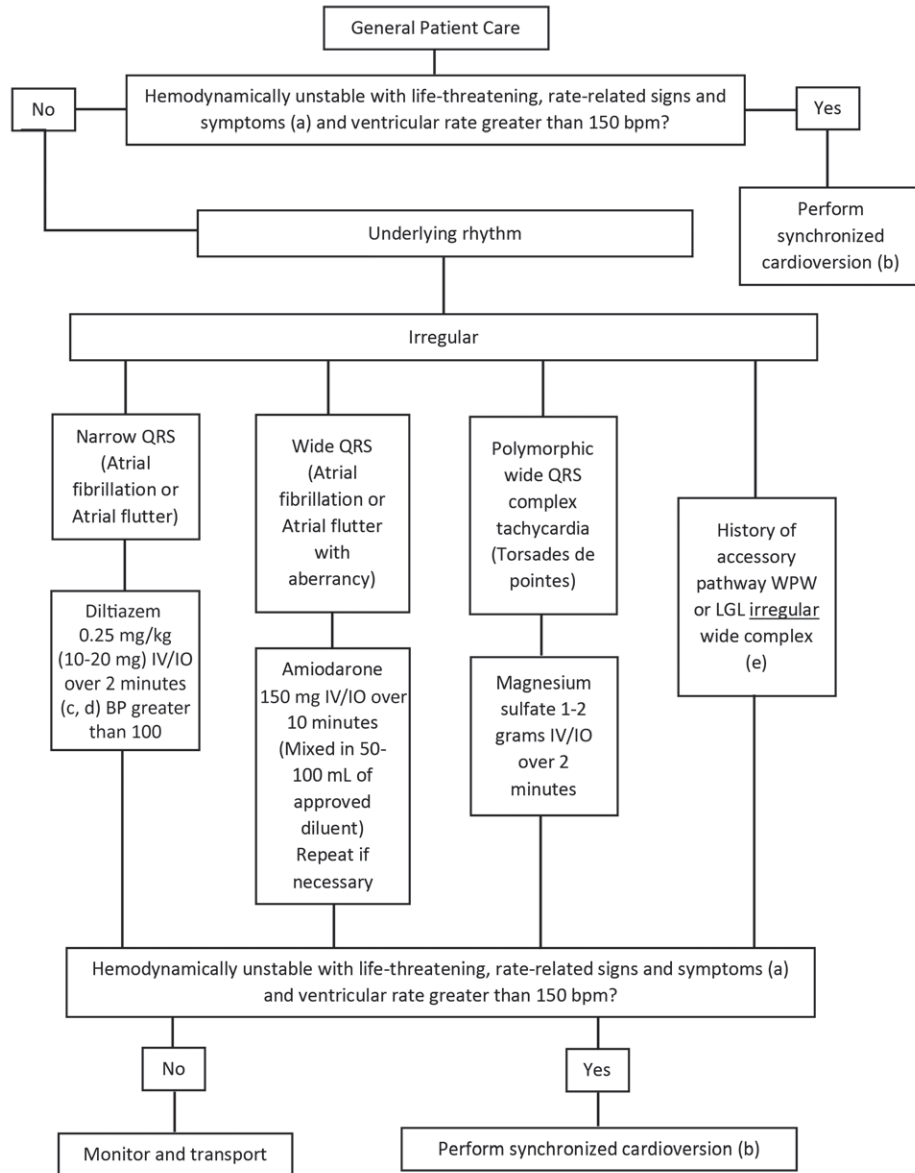 General Patient Care
Hemodynamically unstable with life-threatening, rate-related signs and
symptoms (a) and ventricular rate greater than 150 bpm?
No
Yes
Perform
synchronized
cardioversion (b)
Underlying rhythm
Irregular
Narrow QRS
(Atrial
fibrillation or
Atrial flutter)
Diltiazem
0.25 mg/kg
(10-20 mg) IV/IO
over 2 minutes
(c, d) BP greater
than 100
Wide QRS
(Atrial
fibrillation or
Atrial flutter
with
aberrancy)
Amiodarone
150 mg IV/IO over
10 minutes
(Mixed in 50-
100 mL of
approved
diluent)
Repeat if
necessary
Polymorphic
wide QRS
complex
tachycardia
(Torsades de
pointes)
Magnesium
sulfate 1-2
grams IV/IO
over 2
minutes
History of
accessory
pathway WPW
or LGL irregular
wide complex
(e)
Hemodynamically unstable with life-threatening, rate-related signs and symptoms (a)
and ventricular rate greater than 150 bpm?
No
Monitor and transport
Yes
Perform synchronized cardioversion (b)